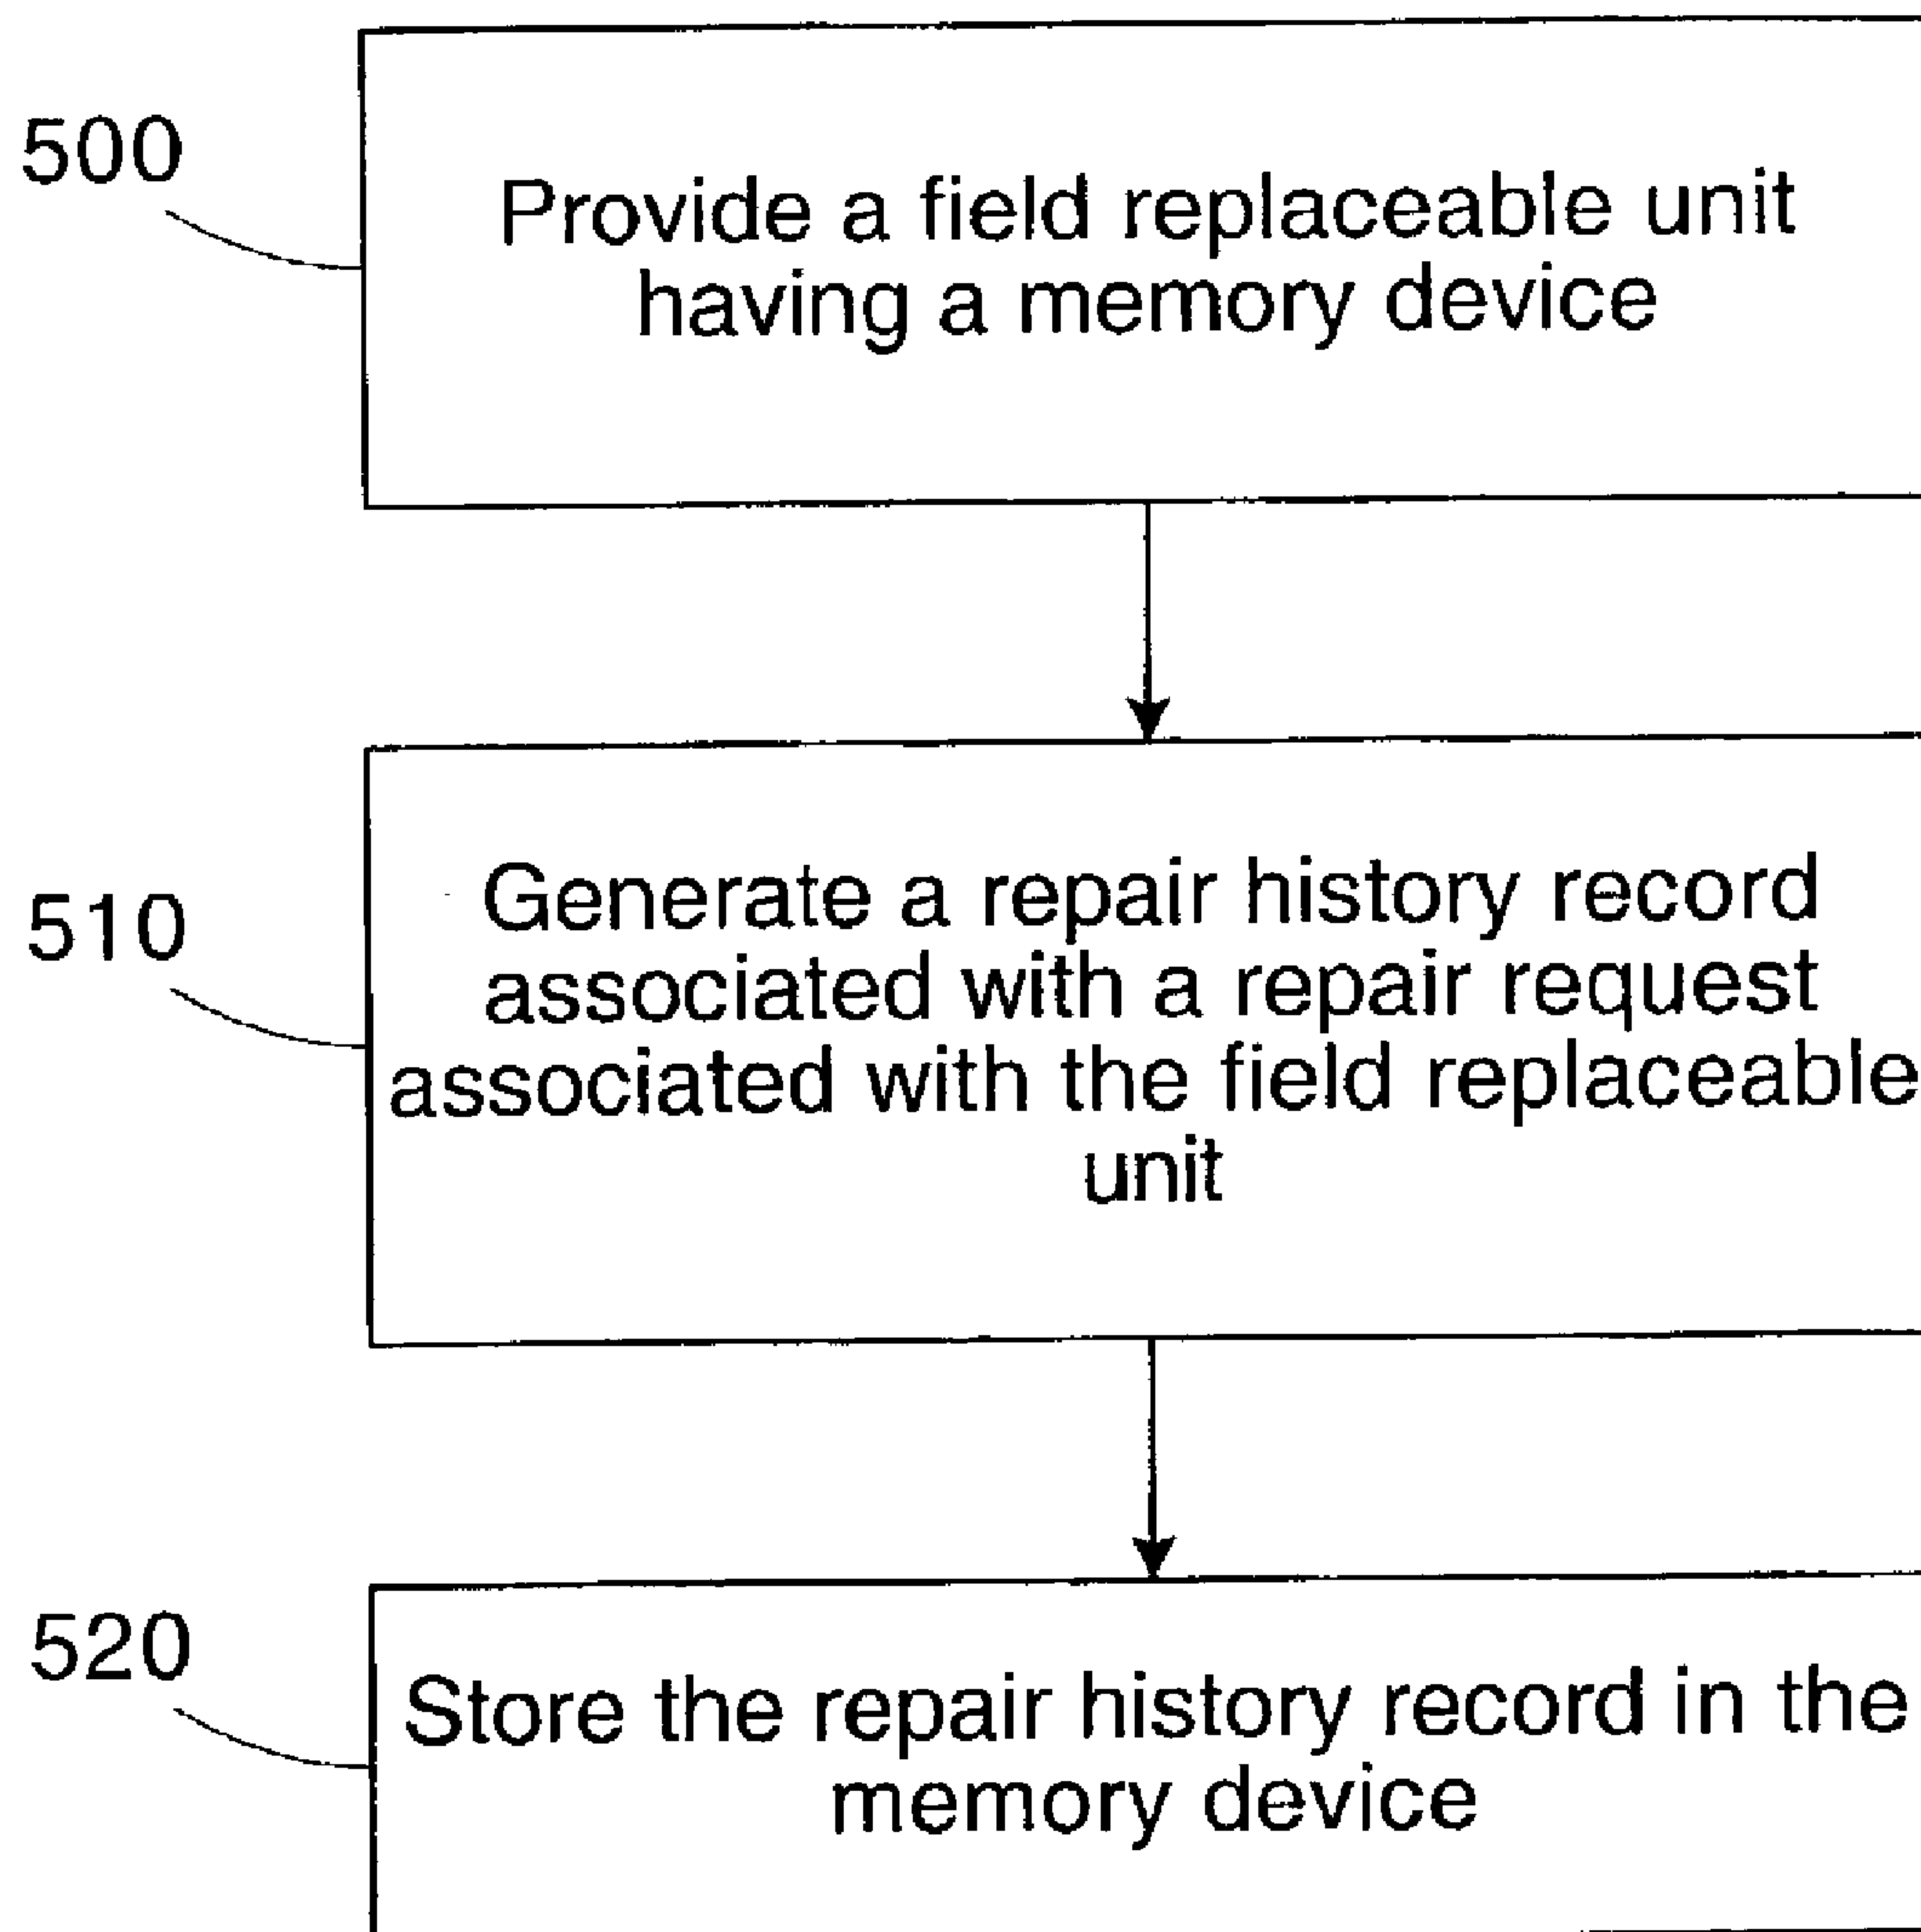 500
Provide a field replaceable unit
having a memory device
510
Generate a repair history record
associated with a repair request
associated with the field replaceable
unit
520
Store the repair history record in the
memory device